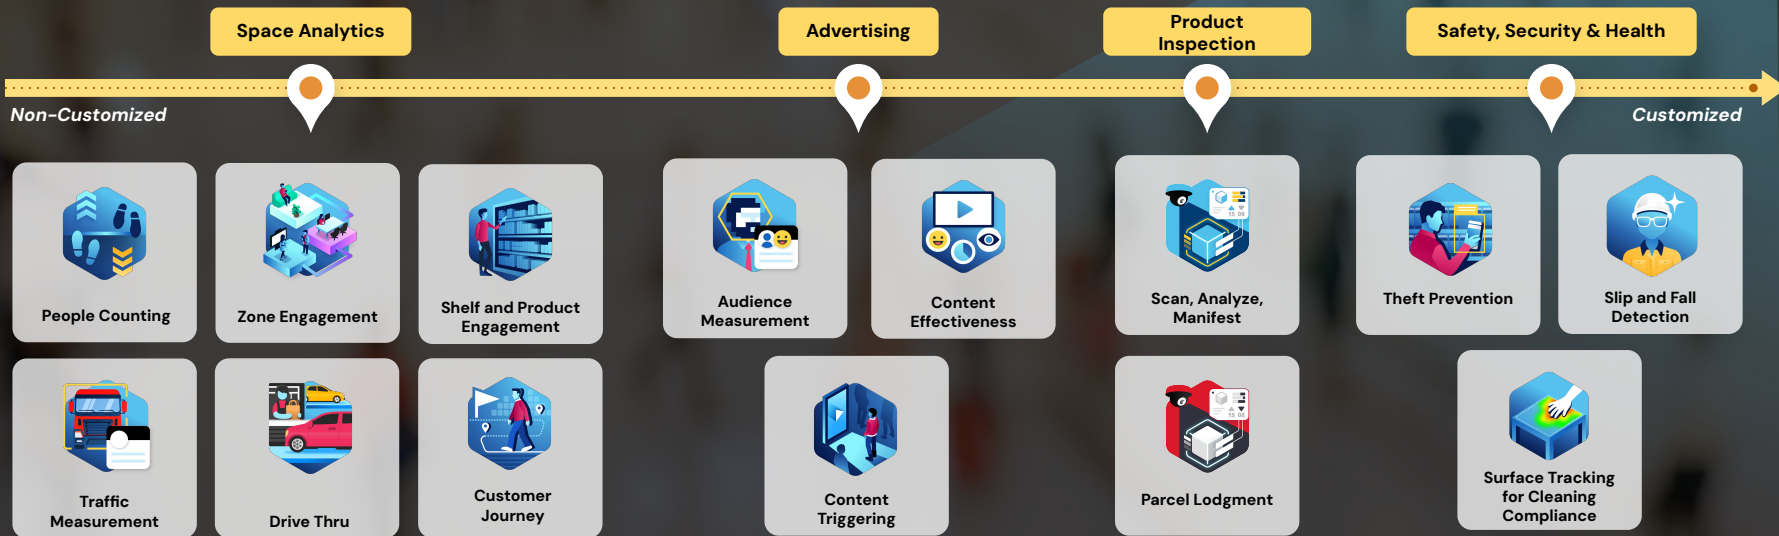 Space Analytics
Advertising
Product
Inspection
Safety, Security & Health
Non-Customized
Customized
People Counting
Zone Engagement
Shelf and Product
Engagement
Audience
Measurement
Content
Effectiveness
Scan, Analyze,
Manifest
Theft Prevention
Slip and Fall
Detection
Traffic
Measurement
Drive Thru
Customer
Journey
Content
Triggering
Parcel Lodgment
Surface Tracking
for Cleaning
Compliance